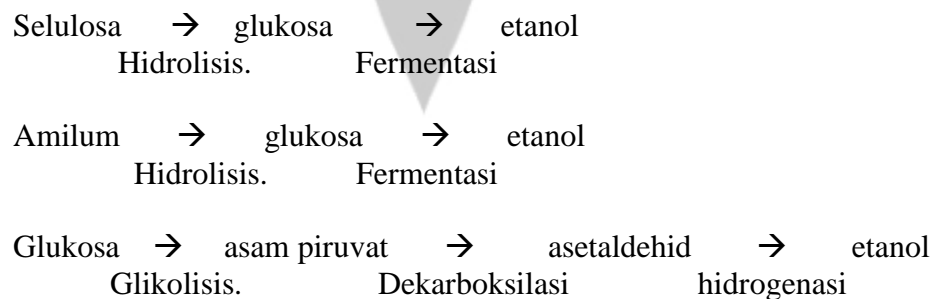 Selulosa → glukosa → etanol
Hidrolisis. Fermentasi
Amilum → glukosa → etanol
Hidrolisis. Fermentasi
Glukosa → asam piruvat → asetaldehid → etanol
Glikolisis. Dekarboksilasi hidrogenasi